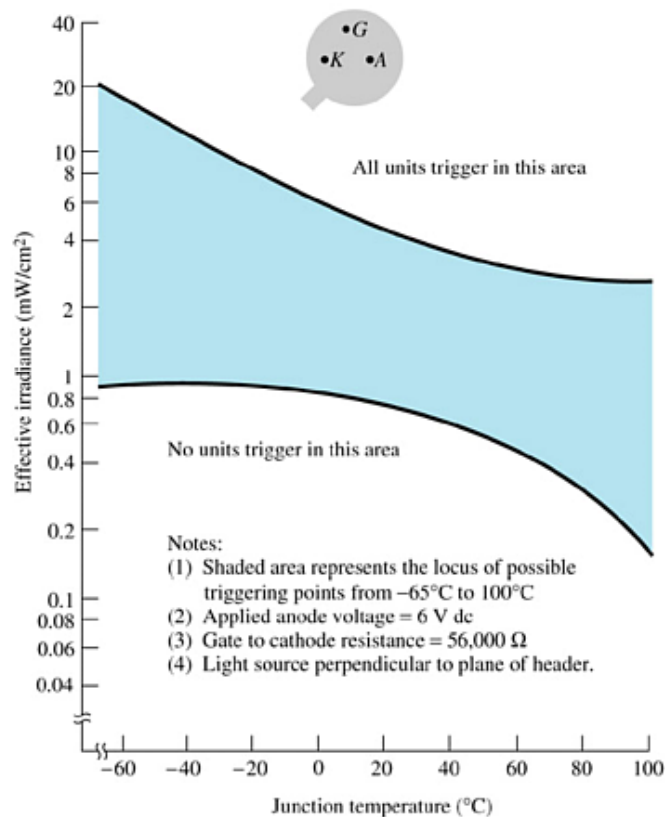 40
20
10
8
6
4
2
1
0.8
0.6
0.4
0.2
0.1
0.08
0.06
0.04
Effective irradiance (mW/cm²)
G
K A
All units trigger in this area
No units trigger in this area
Notes:
(1) Shaded area represents the locus of possible
triggering points from −65°C to 100°C
(2) Applied anode voltage = 6 V dc
(3) Gate to cathode resistance = 56,000 Ω
(4) Light source perpendicular to plane of header.
−60 −40 −20 0 20 40 60 80 100
Junction temperature (°C)